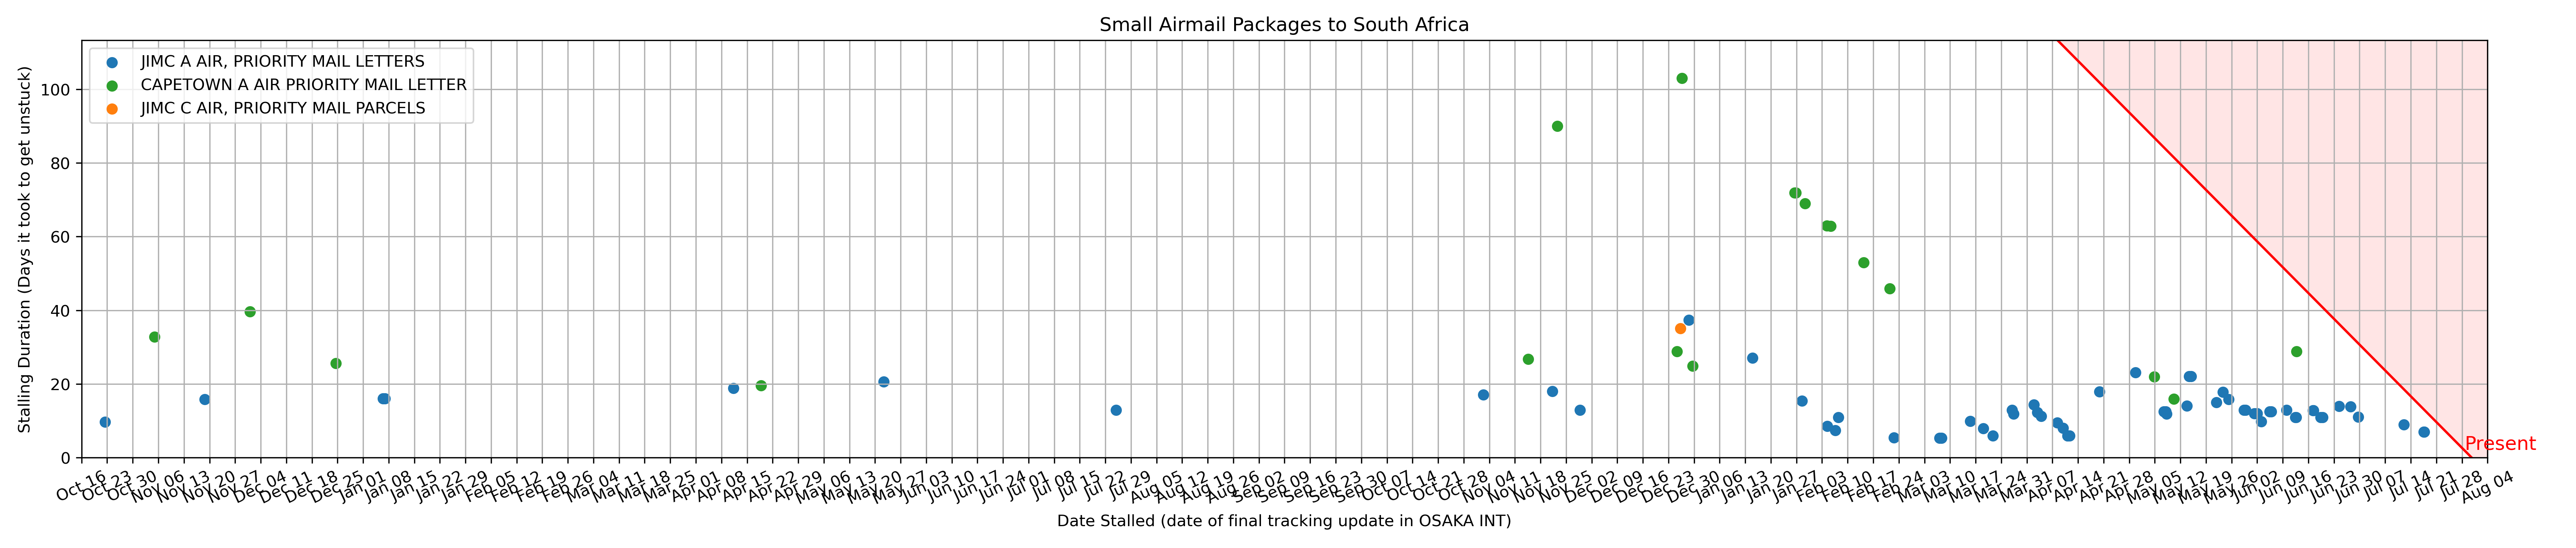 Small Airmail Packages to South Africa
JIMC A AIR, PRIORITY MAIL LETTERS
CAPETOWN A AIR PRIORITY MAIL LETTER
JIMC C AIR, PRIORITY MAIL PARCELS
Stalling Duration (Days it took to get unstuck)
100
80
60
40
20
0
Present
Oct 16
Oct 23
Oct 30
Nov 06
Nov 13
Nov 20
Nov 27
Dec 04
Dec 11
Dec 18
Dec 25
Jan 01
Jan 08
Jan 15
Jan 22
Jan 29
Feb 05
Feb 12
Feb 19
Feb 26
Mar 04
Mar 11
Mar 18
Mar 25
Apr 01
Apr 08
Apr 15
Apr 22
Apr 29
May 06
May 13
May 20
May 27
Jun 03
Jun 10
Jun 17
Jun 24
Jul 01
Jul 08
Jul 15
Jul 22
Jul 29
Aug 05
Aug 12
Aug 19
Aug 26
Sep 02
Sep 09
Sep 16
Sep 23
Sep 30
Oct 07
Oct 14
Oct 21
Oct 28
Nov 04
Nov 11
Nov 18
Nov 25
Dec 02
Dec 09
Dec 16
Dec 23
Dec 30
Jan 06
Jan 13
Jan 20
Jan 27
Feb 03
Feb 10
Feb 17
Feb 24
Mar 03
Mar 10
Mar 17
Mar 24
Mar 31
Apr 07
Apr 14
Apr 21
Apr 28
May 05
May 12
May 19
May 26
Jun 02
Jun 09
Jun 16
Jun 23
Jun 30
Jul 07
Jul 14
Jul 21
Jul 28
Aug 04
Date Stalled (date of final tracking update in OSAKA INT)